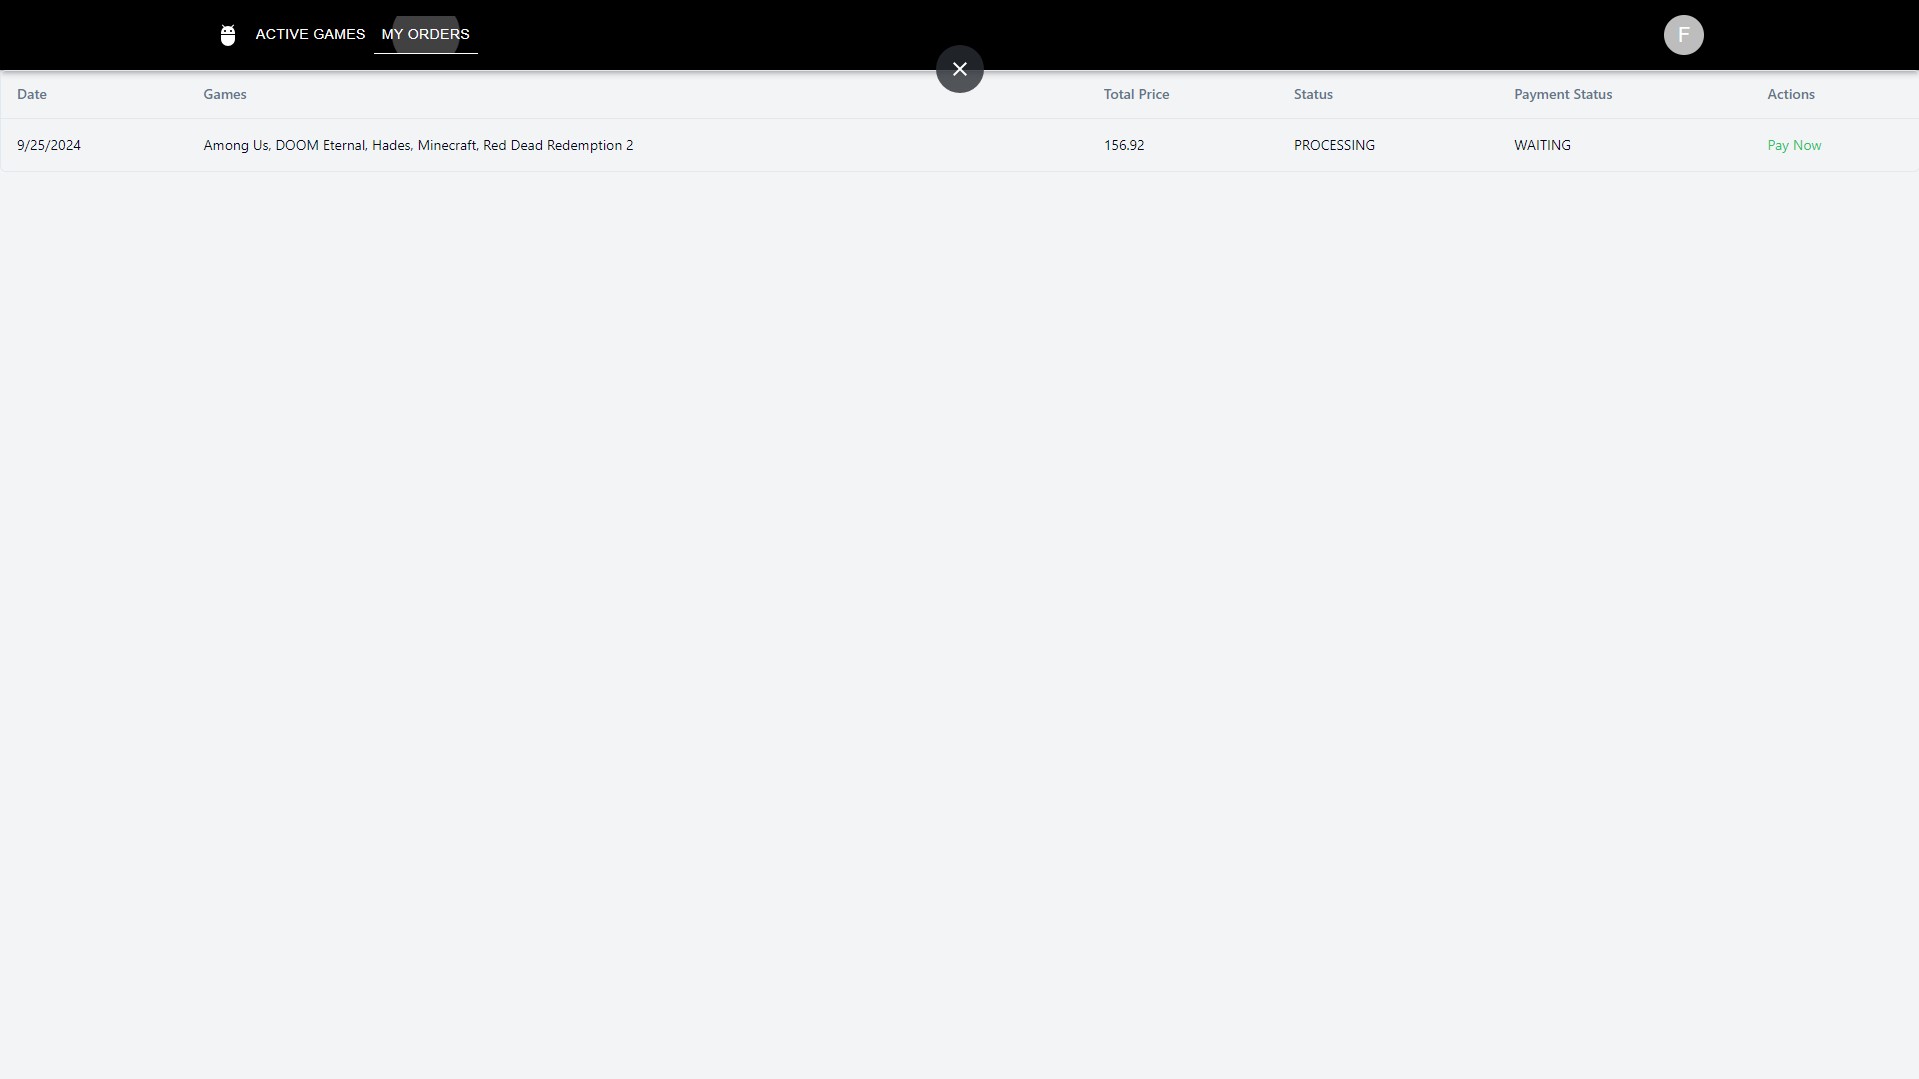 ACTIVE GAMES MY ORDERS F
Date Games Total Price Status Payment Status Actions
9/25/2024 Among Us, DOOM Eternal, Hades, Minecraft, Red Dead Redemption 2 156.92 PROCESSING WAITING Pay Now